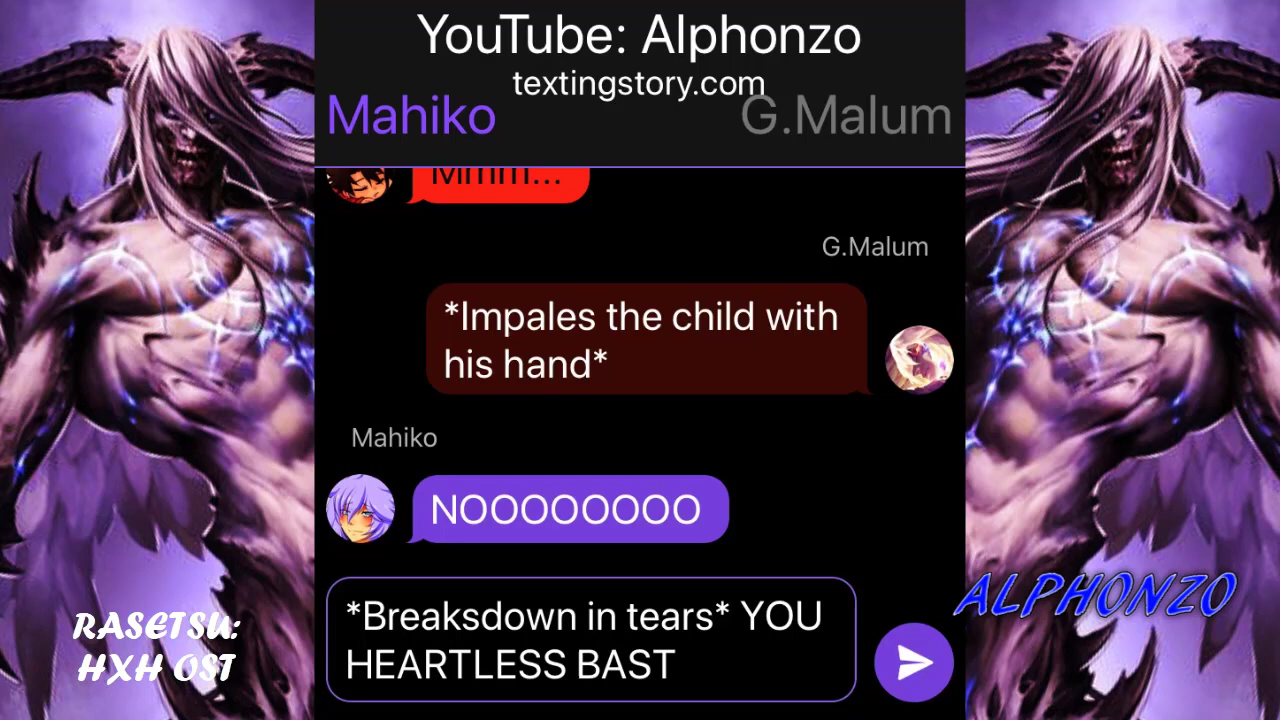 YouTube: Alphonzo
textingstory.com
Mahiko
G.Malum
Mmm...
G.Malum
*Impales the child with
his hand*
Mahiko
NOOOOOOOO
*Breaksdown in tears* YOU
HEARTLESS BAST
ALPHONZO
RASETSU:
HXH OST